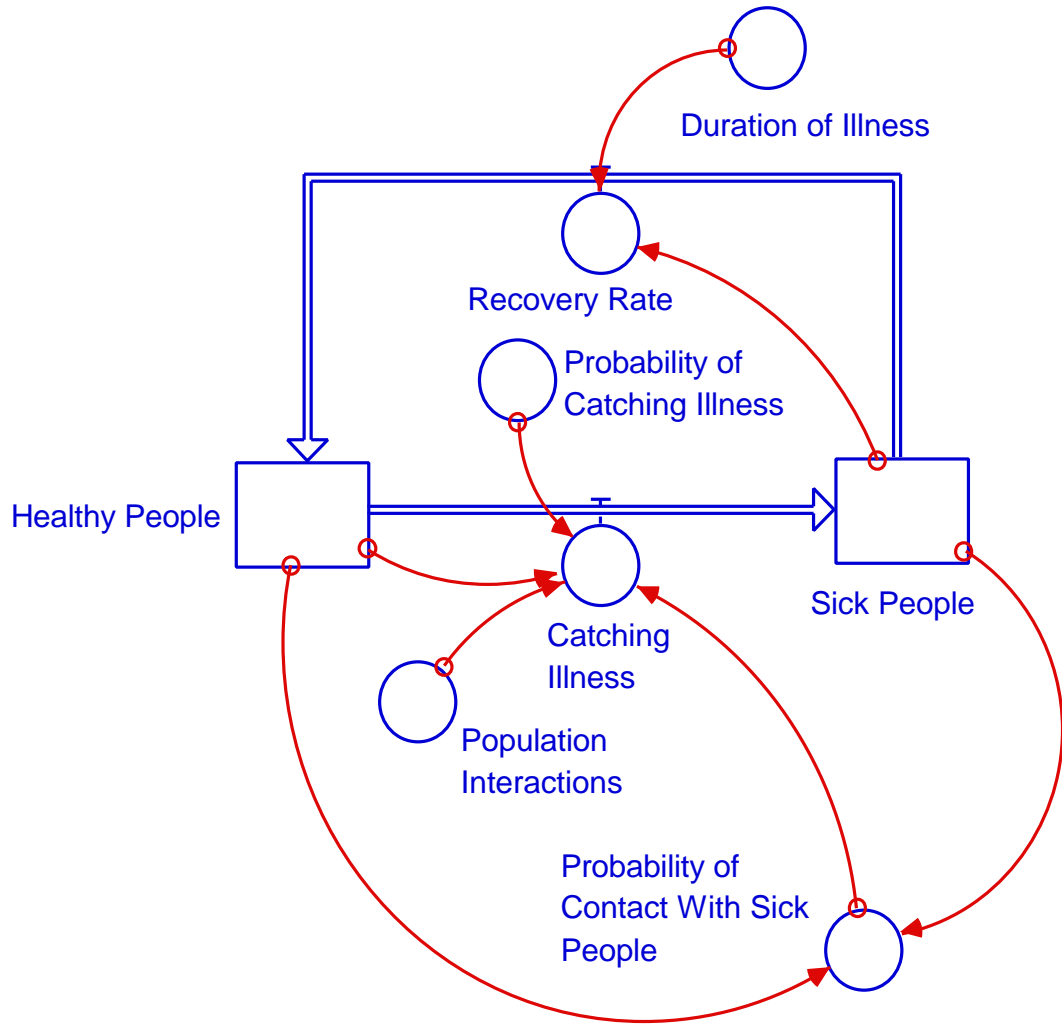 Duration of Illness
Recovery Rate
Probability of
Catching Illness
Healthy People
Sick People
Catching
Illness
Population
Interactions
Probability of
Contact With Sick
People